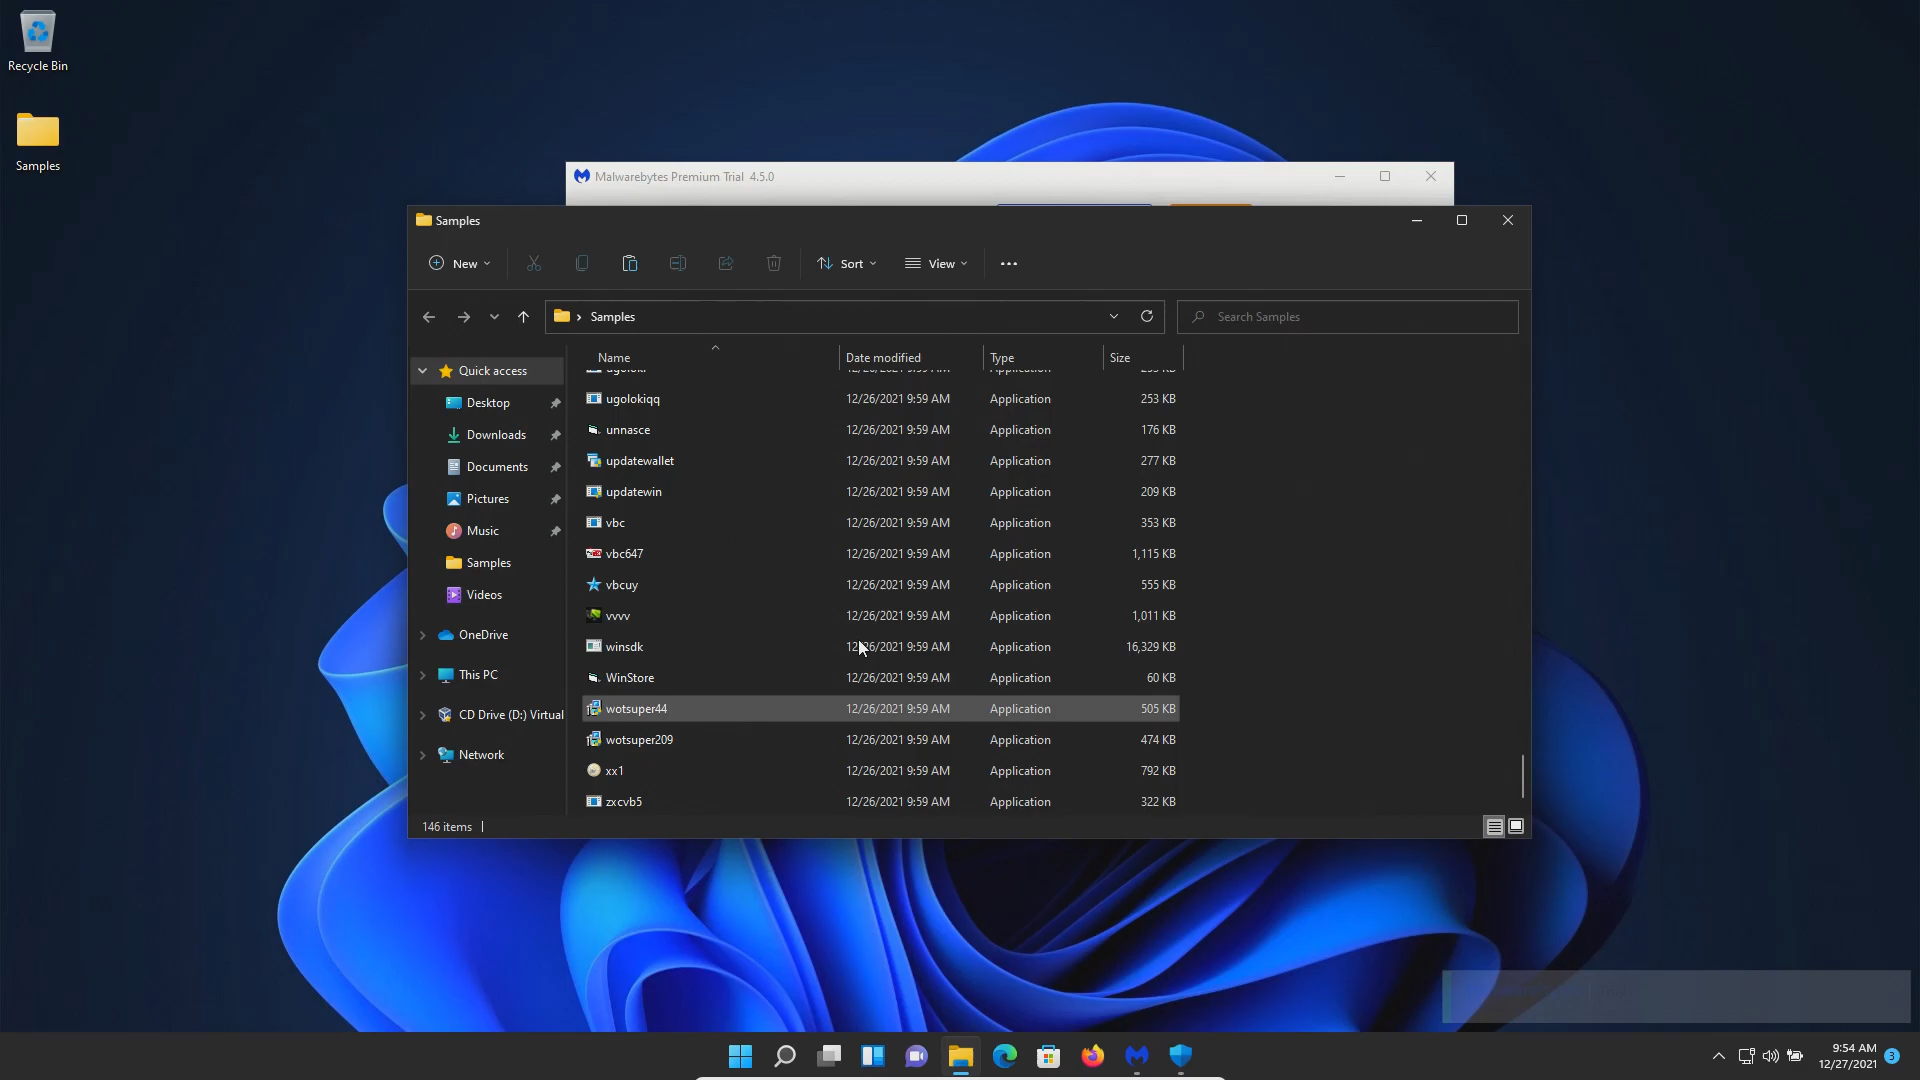 Recycle Bin
Samples
Malwarebytes Premium Trial 4.5.0
Samples
New
Sort
View
Samples
Search Samples
Name Date modified Type Size
Quick access
Desktop
Downloads
Documents
Pictures
Music
Samples
Videos
OneDrive
This PC
CD Drive (D:) Virtual
Network
ugolokiqq 12/26/2021 9:59 AM Application 253 KB
unnasce 12/26/2021 9:59 AM Application 176 KB
updatewallet 12/26/2021 9:59 AM Application 277 KB
updatewin 12/26/2021 9:59 AM Application 209 KB
vbc 12/26/2021 9:59 AM Application 353 KB
vbc647 12/26/2021 9:59 AM Application 1,115 KB
vbcuy 12/26/2021 9:59 AM Application 555 KB
vvvv 12/26/2021 9:59 AM Application 1,011 KB
winsdk 12/26/2021 9:59 AM Application 16,329 KB
WinStore 12/26/2021 9:59 AM Application 60 KB
wotsuper44 12/26/2021 9:59 AM Application 505 KB
wotsuper209 12/26/2021 9:59 AM Application 474 KB
xx1 12/26/2021 9:59 AM Application 792 KB
zxcvb5 12/26/2021 9:59 AM Application 322 KB
146 items
9:54 AM
12/27/2021
3